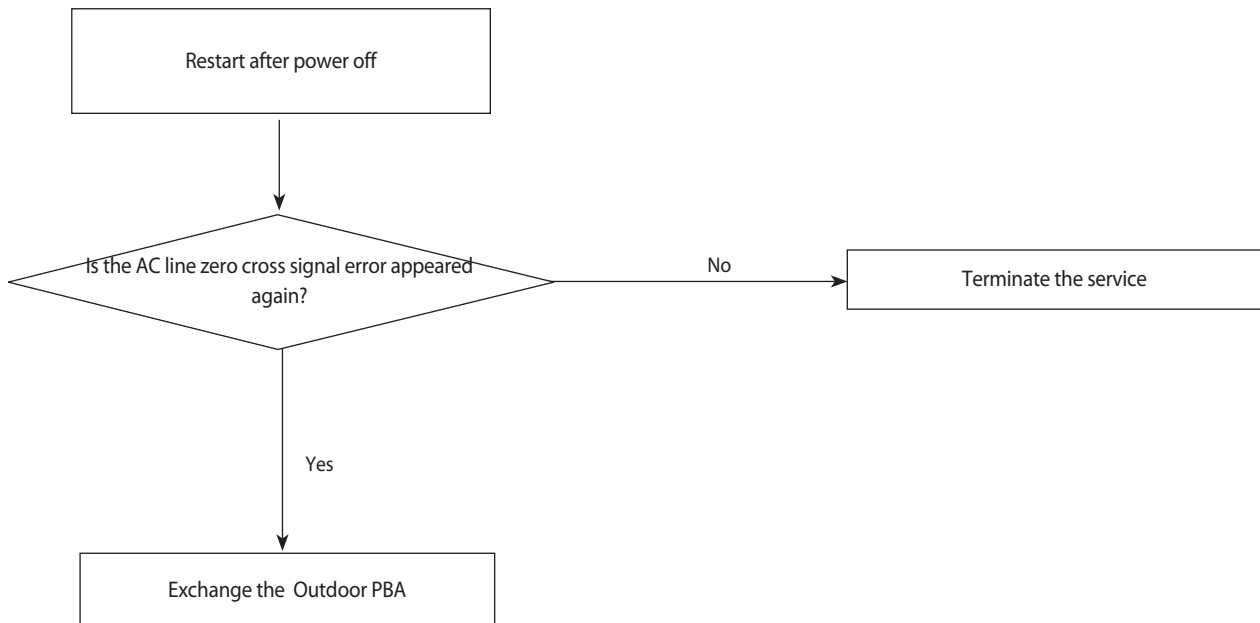 Restart after power off
Is the AC line zero cross signal error appeared
again?
No
Terminate the service
Yes
Exchange the Outdoor PBA